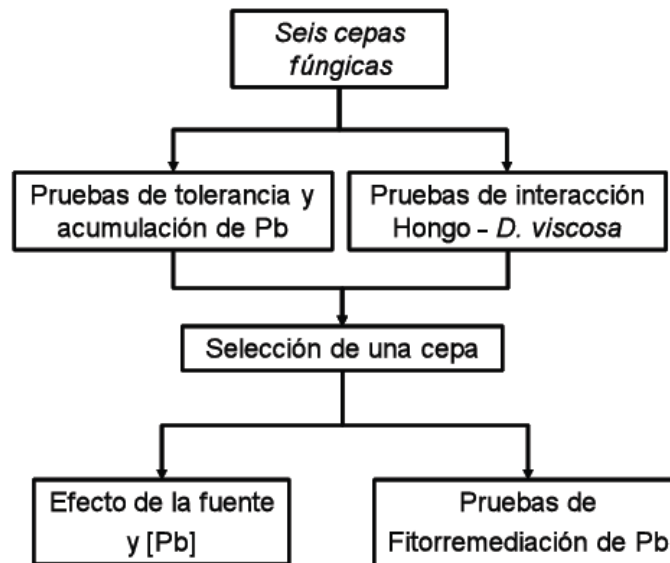 Seis cepas
fúngicas
Pruebas de tolerancia y
acumulación de Pb
Pruebas de interacción
Hongo - D. viscosa
Selección de una cepa
Efecto de la fuente
y [Pb]
Pruebas de
Fitorremediación de Pb